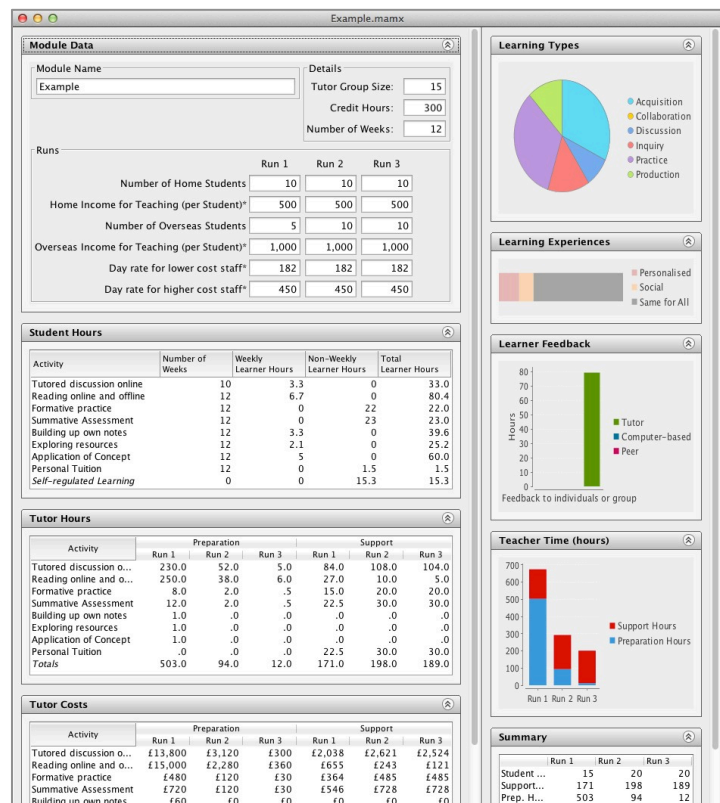 Example.mamx
Module Data
Module Name
Example
Details
Tutor Group Size: 15
Credit Hours: 300
Number of Weeks: 12
Runs
Run 1 Run 2 Run 3
Number of Home Students 10 10 10
Home Income for Teaching (per Student)* 500 500 500
Number of Overseas Students 5 10 10
Overseas Income for Teaching (per Student)* 1,000 1,000 1,000
Day rate for lower cost staff* 182 182 182
Day rate for higher cost staff* 450 450 450
Student Hours
Activity Number of Weeks Weekly Learner Hours Non-Weekly Learner Hours Total Learner Hours
Tutored discussion online 10 3.3 0 33.0
Reading online and offline 12 6.7 0 80.4
Formative practice 12 0 22 22.0
Summative Assessment 12 0 23 23.0
Building up own notes 12 3.3 0 39.6
Exploring resources 12 2.1 0 25.2
Application of Concept 12 5 0 60.0
Personal Tuition 12 0 1.5 1.5
Self-regulated Learning 0 0 15.3 15.3
Tutor Hours
Activity Preparation Support
Run 1 Run 2 Run 3 Run 1 Run 2 Run 3
Tutored discussion o... 230.0 52.0 5.0 84.0 108.0 104.0
Reading online and o... 250.0 38.0 6.0 27.0 10.0 5.0
Formative practice 8.0 2.0 .5 15.0 20.0 20.0
Summative Assessment 12.0 2.0 .5 22.5 30.0 30.0
Building up own notes 1.0 .0 .0 .0 .0 .0
Exploring resources 1.0 .0 .0 .0 .0 .0
Application of Concept 1.0 .0 .0 .0 .0 .0
Personal Tuition .0 .0 .0 22.5 30.0 30.0
Totals 503.0 94.0 12.0 171.0 198.0 189.0
Tutor Costs
Activity Preparation Support
Run 1 Run 2 Run 3 Run 1 Run 2 Run 3
Tutored discussion o... £13,800 £3,120 £300 £2,038 £2,621 £2,524
Reading online and o... £15,000 £2,280 £360 £655 £243 £121
Formative practice £480 £120 £30 £364 £485 £485
Summative Assessment £720 £120 £30 £546 £728 £728
Building up own notes £60 £0 £0 £0 £0 £0
Learning Types
Acquisition
Collaboration
Discussion
Inquiry
Practice
Production
Learning Experiences
Personalised
Social
Same for All
Learner Feedback
80
70
60
50
40
30
20
10
0
Hours
Tutor
Computer-based
Peer
Feedback to individuals or group
Teacher Time (hours)
700
600
500
400
300
200
100
0
Support Hours
Preparation Hours
Run 1 Run 2 Run 3
Summary
Run 1 Run 2 Run 3
Student ... 15 20 20
Support... 171 198 189
Prep. H... 503 94 12